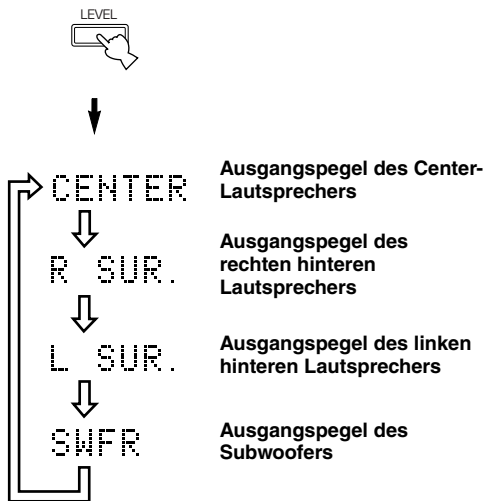 LEVEL
CENTER
Ausgangspegel des Center-
Lautsprechers
R SUR.
Ausgangspegel des
rechten hinteren
Lautsprechers
L SUR.
Ausgangspegel des linken
hinteren Lautsprechers
SWFR
Ausgangspegel des
Subwoofers